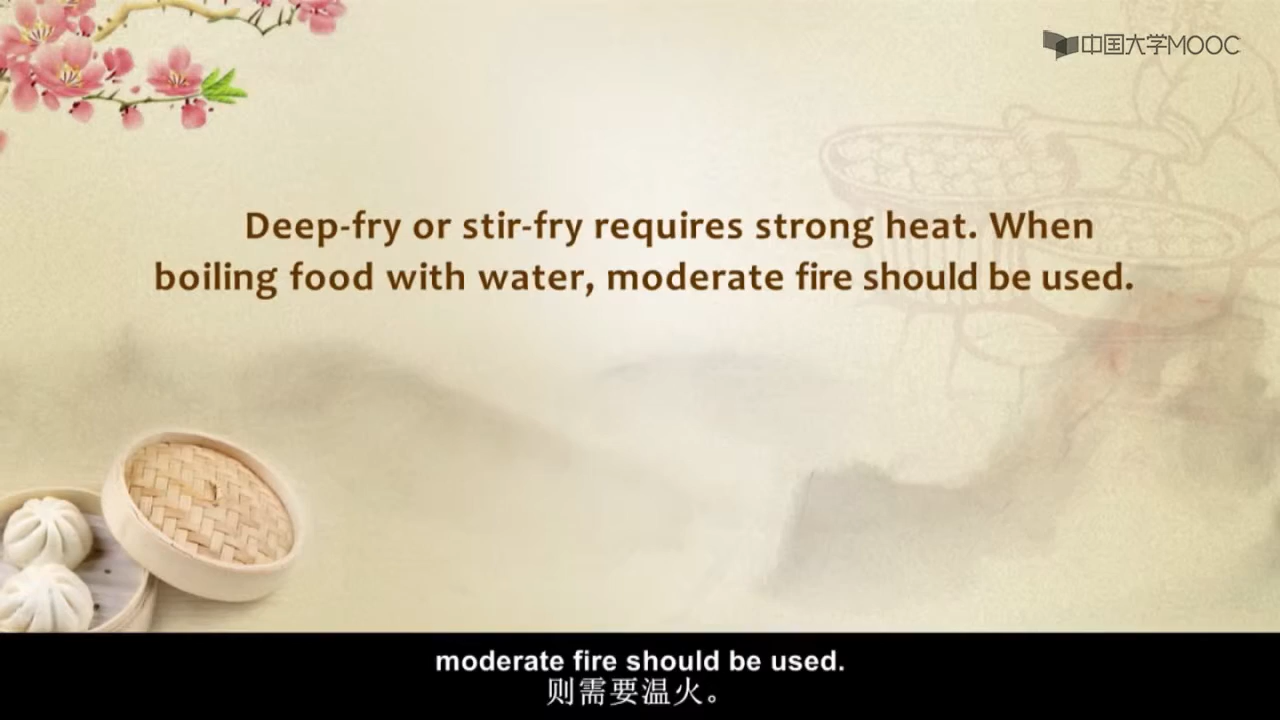 中国大学MOOC
Deep-fry or stir-fry requires strong heat. When
boiling food with water, moderate fire should be used.
moderate fire should be used.
则需要温火。